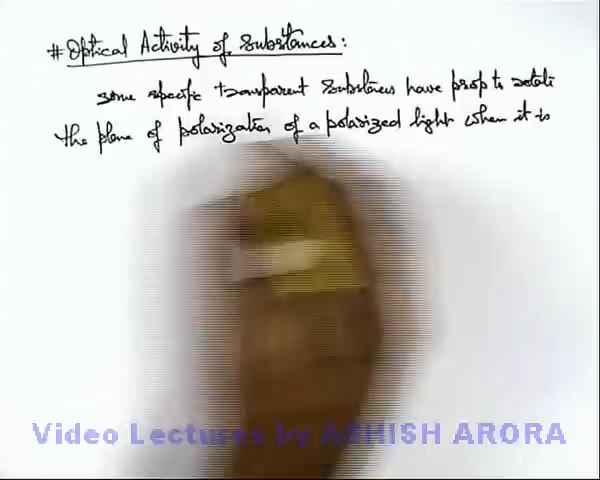 # Optical Activity of Substances :
some specific transparent substances have prop to rotate
the plane of polarization of a polarized light when it is
Video Lectures by ASHISH ARORA